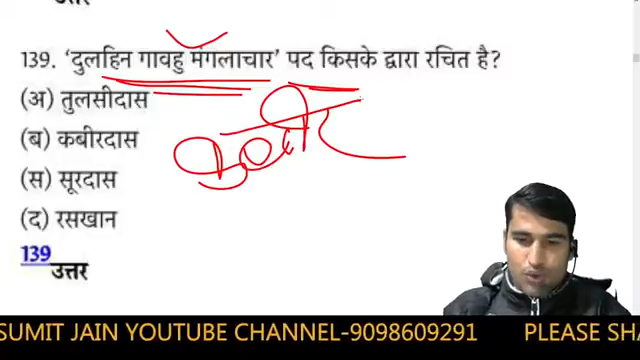 उत्तर
139. ‘दुलहिन गावहु मंगलाचार’ पद किसके द्वारा रचित है?
(अ) तुलसीदास
(ब) कबीरदास
कबीर
(स) सूरदास
(द) रसखान
139
उत्तर
SUMIT JAIN YOUTUBE CHANNEL-9098609291 PLEASE SHA